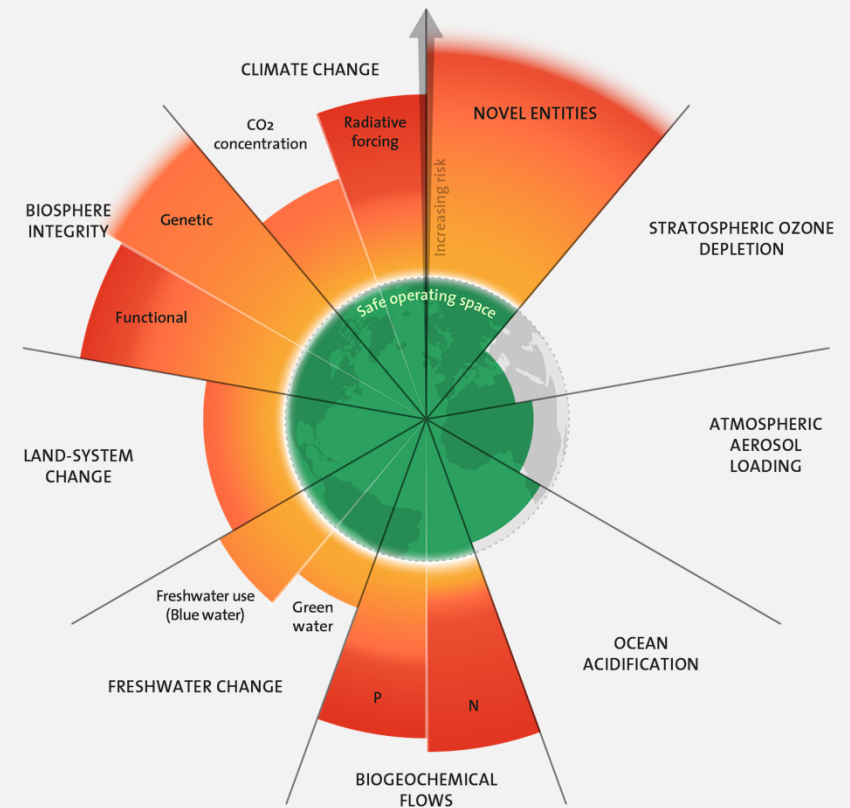 CLIMATE CHANGE
CO2
concentration
Radiative
forcing
NOVEL ENTITIES
Increasing risk
BIOSPHERE
INTEGRITY
Genetic
Functional
STRATOSPHERIC OZONE
DEPLETION
Safe operating space
ATMOSPHERIC
AEROSOL
LOADING
LAND-SYSTEM
CHANGE
Freshwater use
(Blue water)
Green
water
FRESHWATER CHANGE
OCEAN
ACIDIFICATION
P
N
BIOGEOCHEMICAL
FLOWS